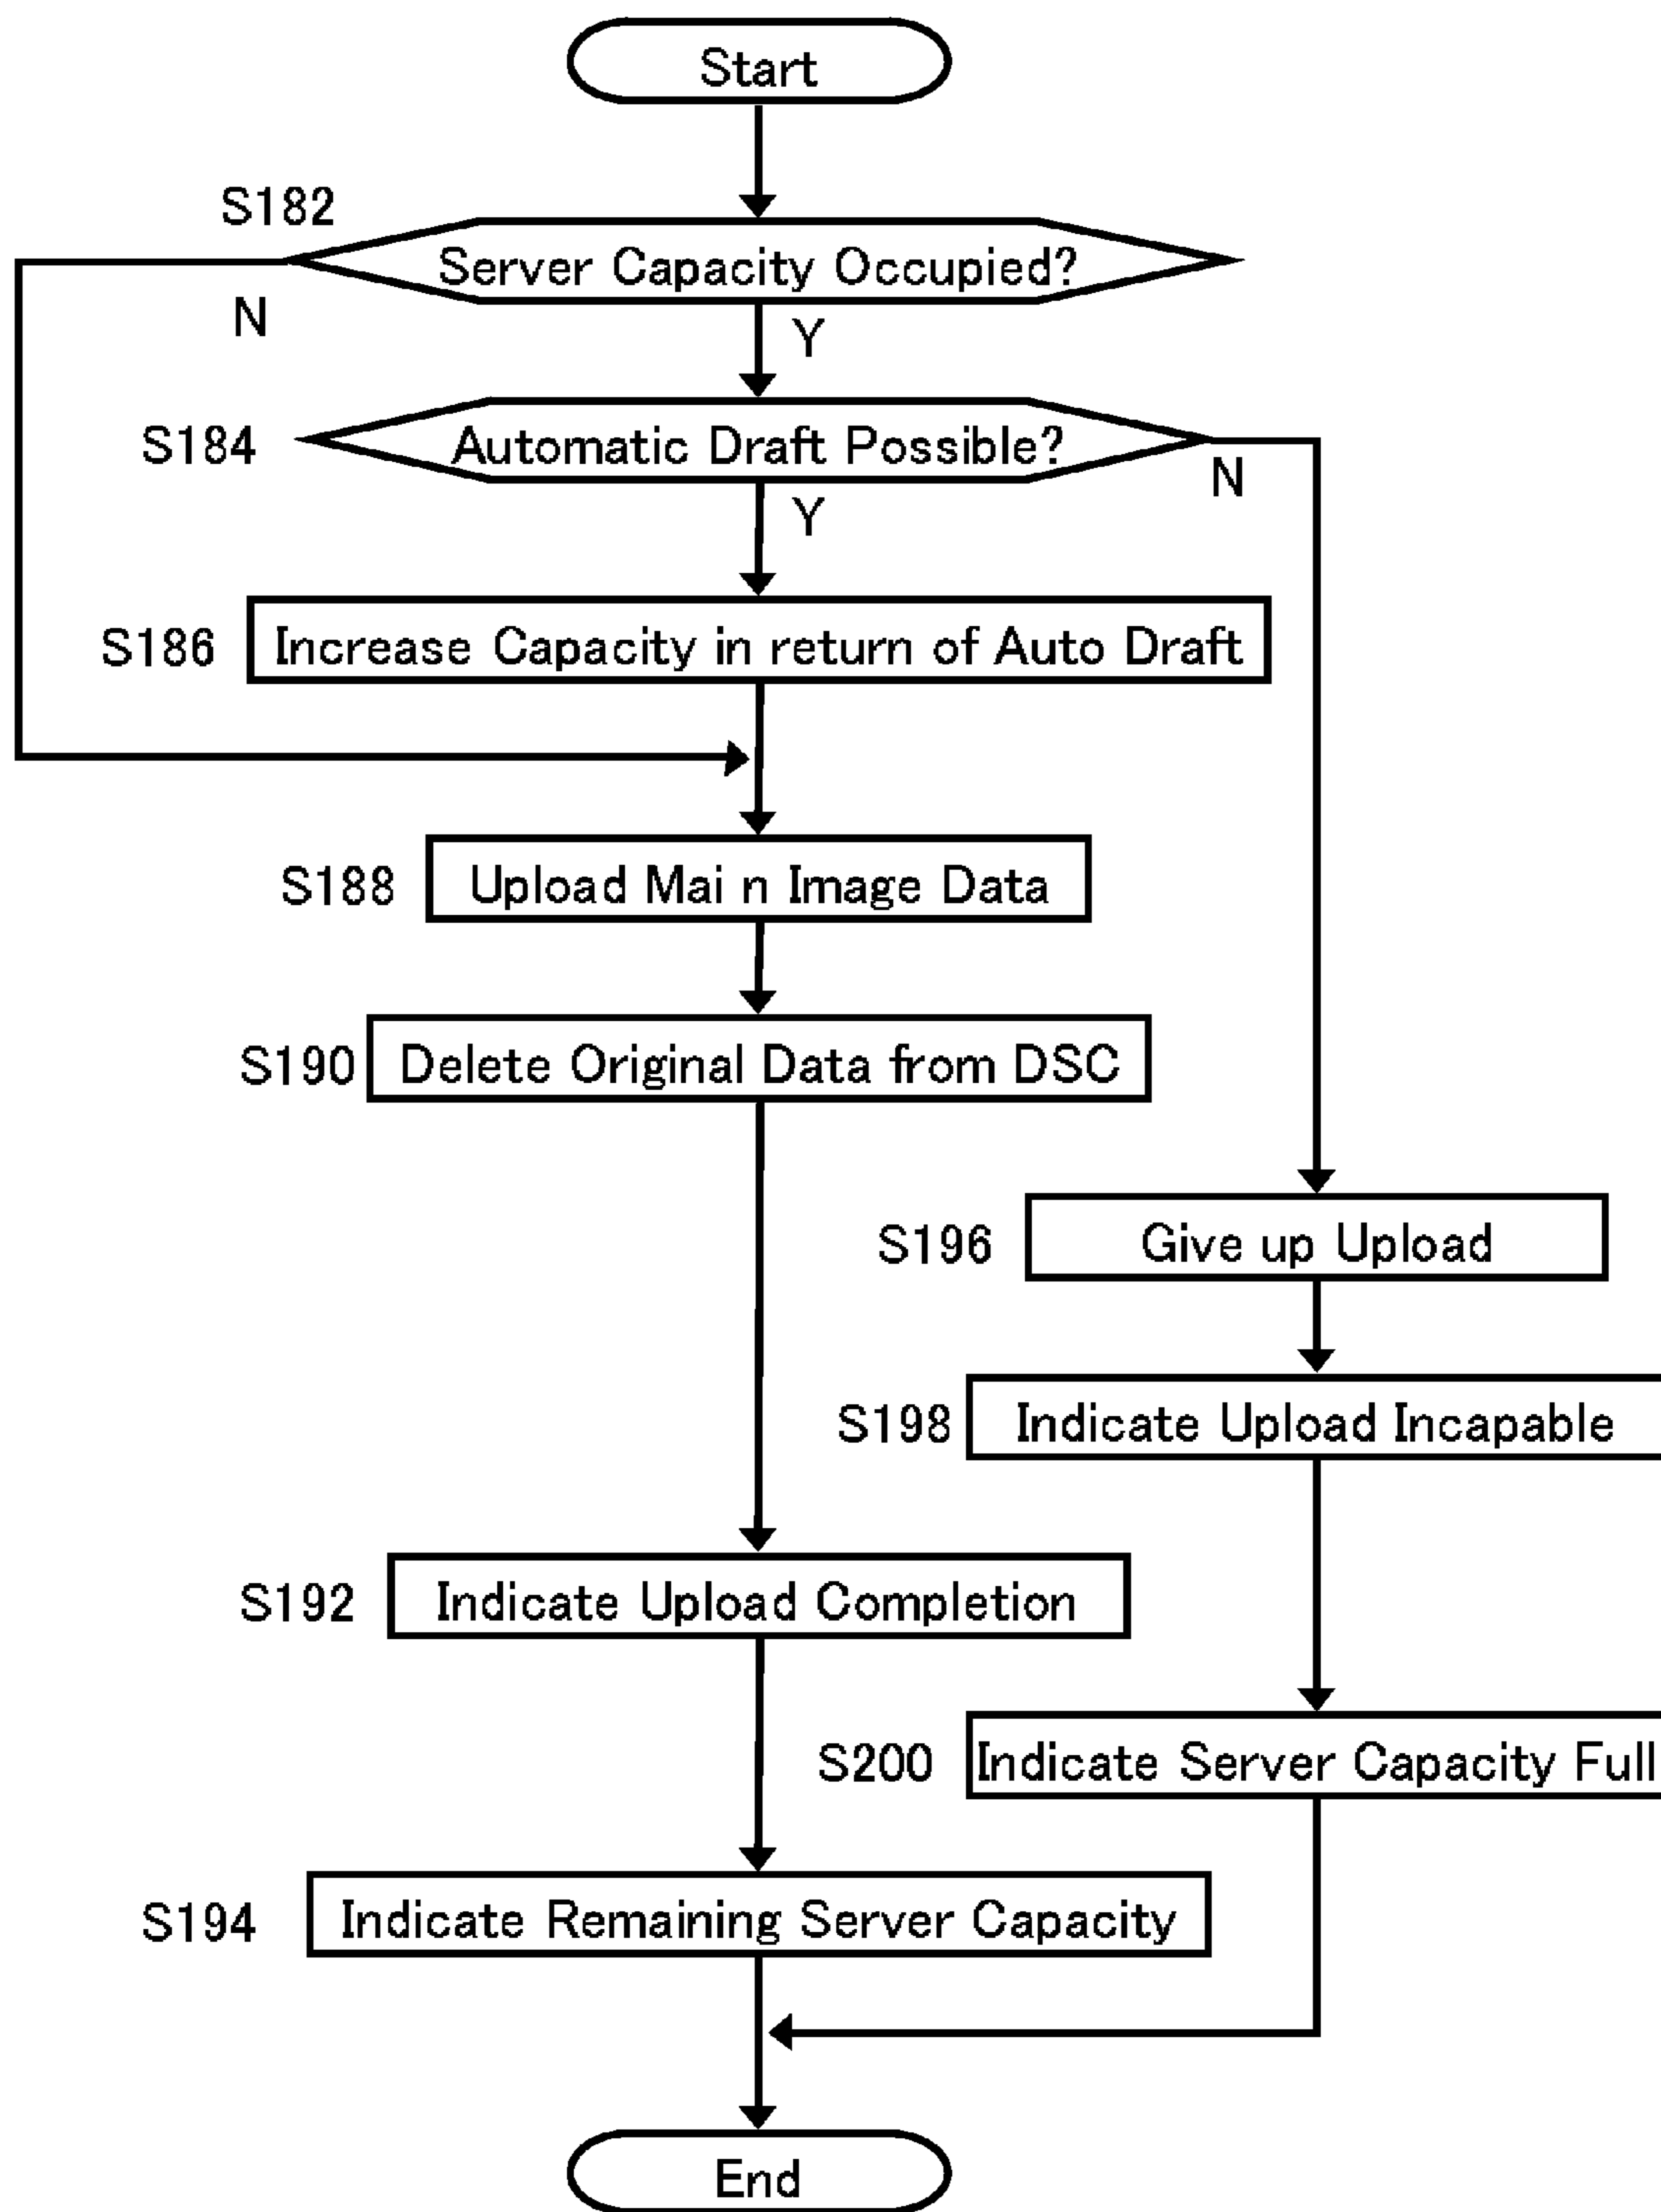 Start
S182
Server Capacity Occupied?
N
Y
S184
Automatic Draft Possible?
N
Y
S186
Increase Capacity in return of Auto Draft
S188
Upload Mai n Image Data
S190
Delete Original Data from DSC
S196
Give up Upload
S198
Indicate Upload Incapable
S192
Indicate Upload Completion
S200
Indicate Server Capacity Full
S194
Indicate Remaining Server Capacity
End